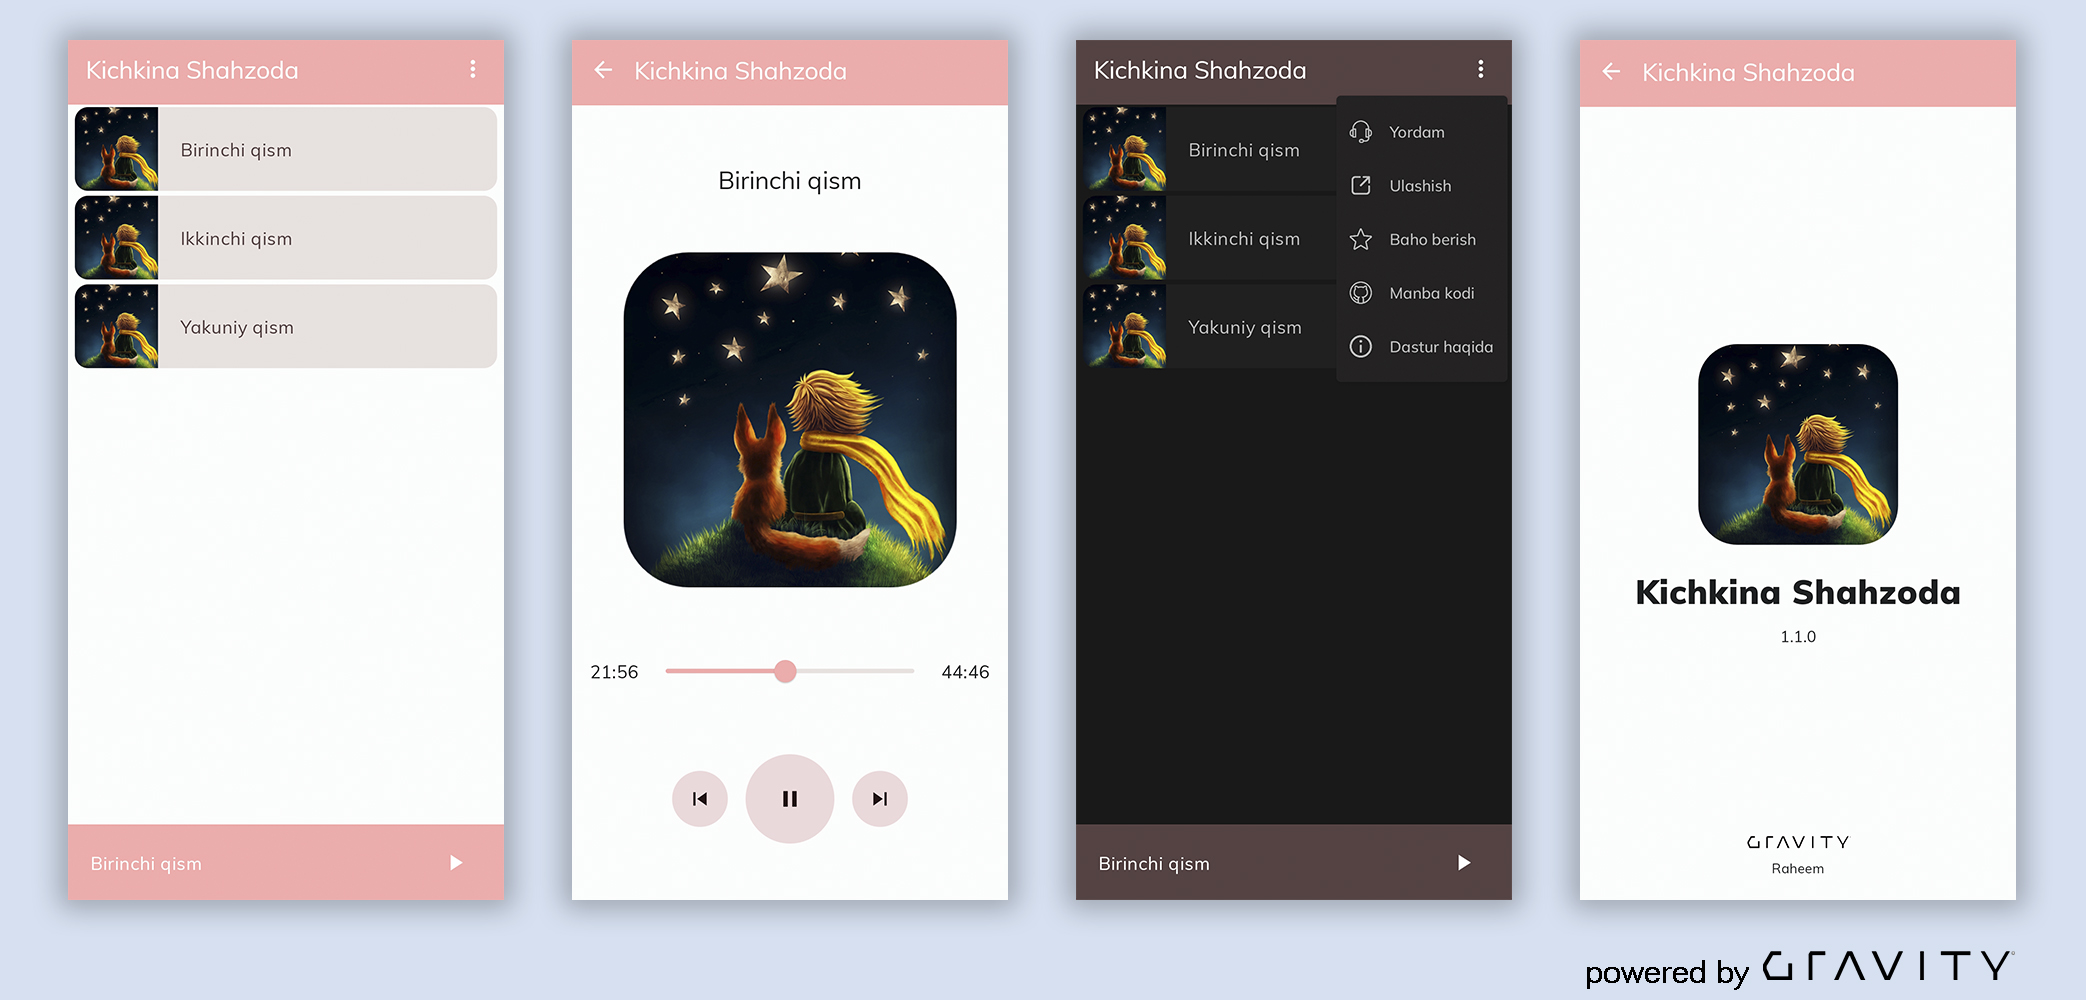 Kichkina Shahzoda
Birinchi qism
Ikkinchi qism
Yakuniy qism
Birinchi qism
Kichkina Shahzoda
Birinchi qism
21:56
44:46
Kichkina Shahzoda
Birinchi qism
Ikkinchi qism
Yakuniy qism
Yordam
Ulashish
Baho berish
Manba kodi
Dastur haqida
Birinchi qism
Kichkina Shahzoda
Kichkina Shahzoda
1.1.0
GRAVITY
Raheem
powered by GRAVITY